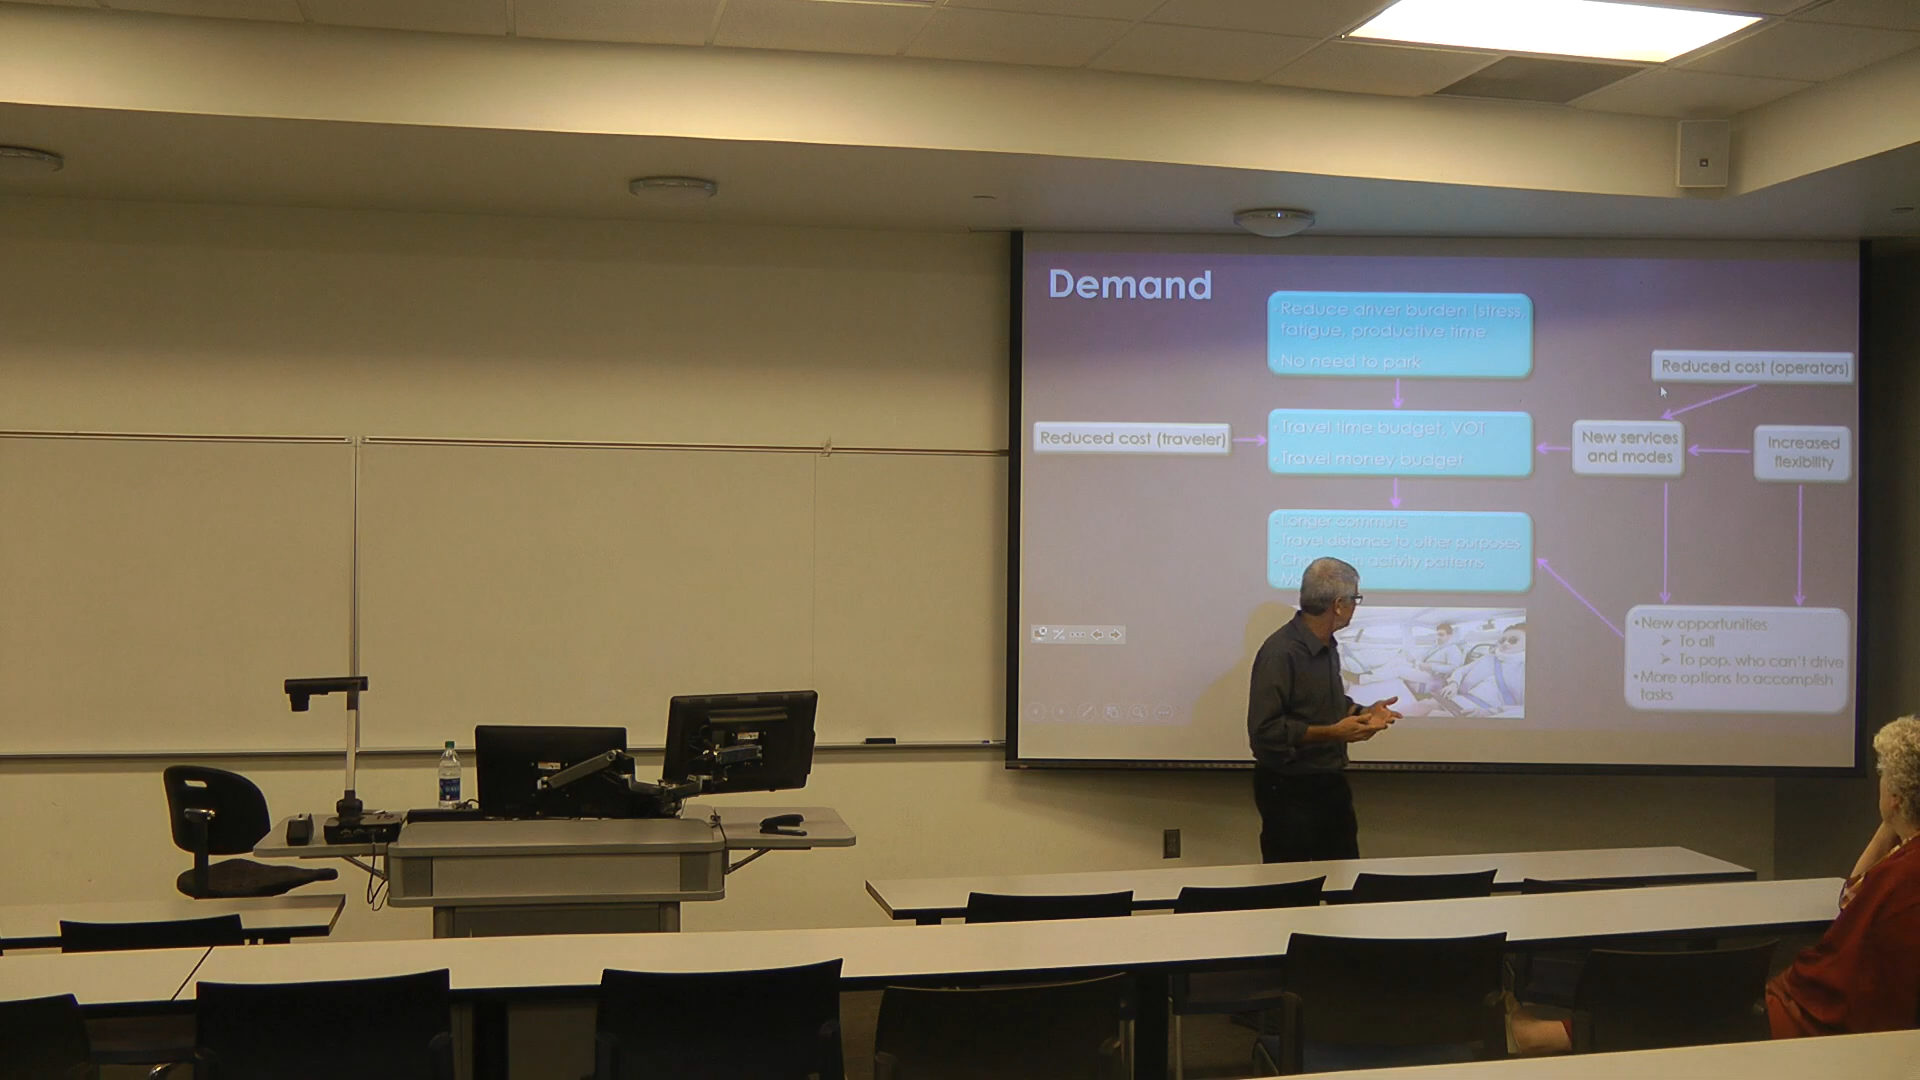 Demand
Reduce driver burden (stress,
fatigue, productive time
No need to park
Reduced cost (operators)
Reduced cost (traveler)
Travel time budget, VOT
Travel money budget
New services
and modes
Increased
flexibility
Longer commute
Travel distance to other purposes
in activity patterns
New opportunities
To all
To pop. who can't drive
More options to accomplish
tasks